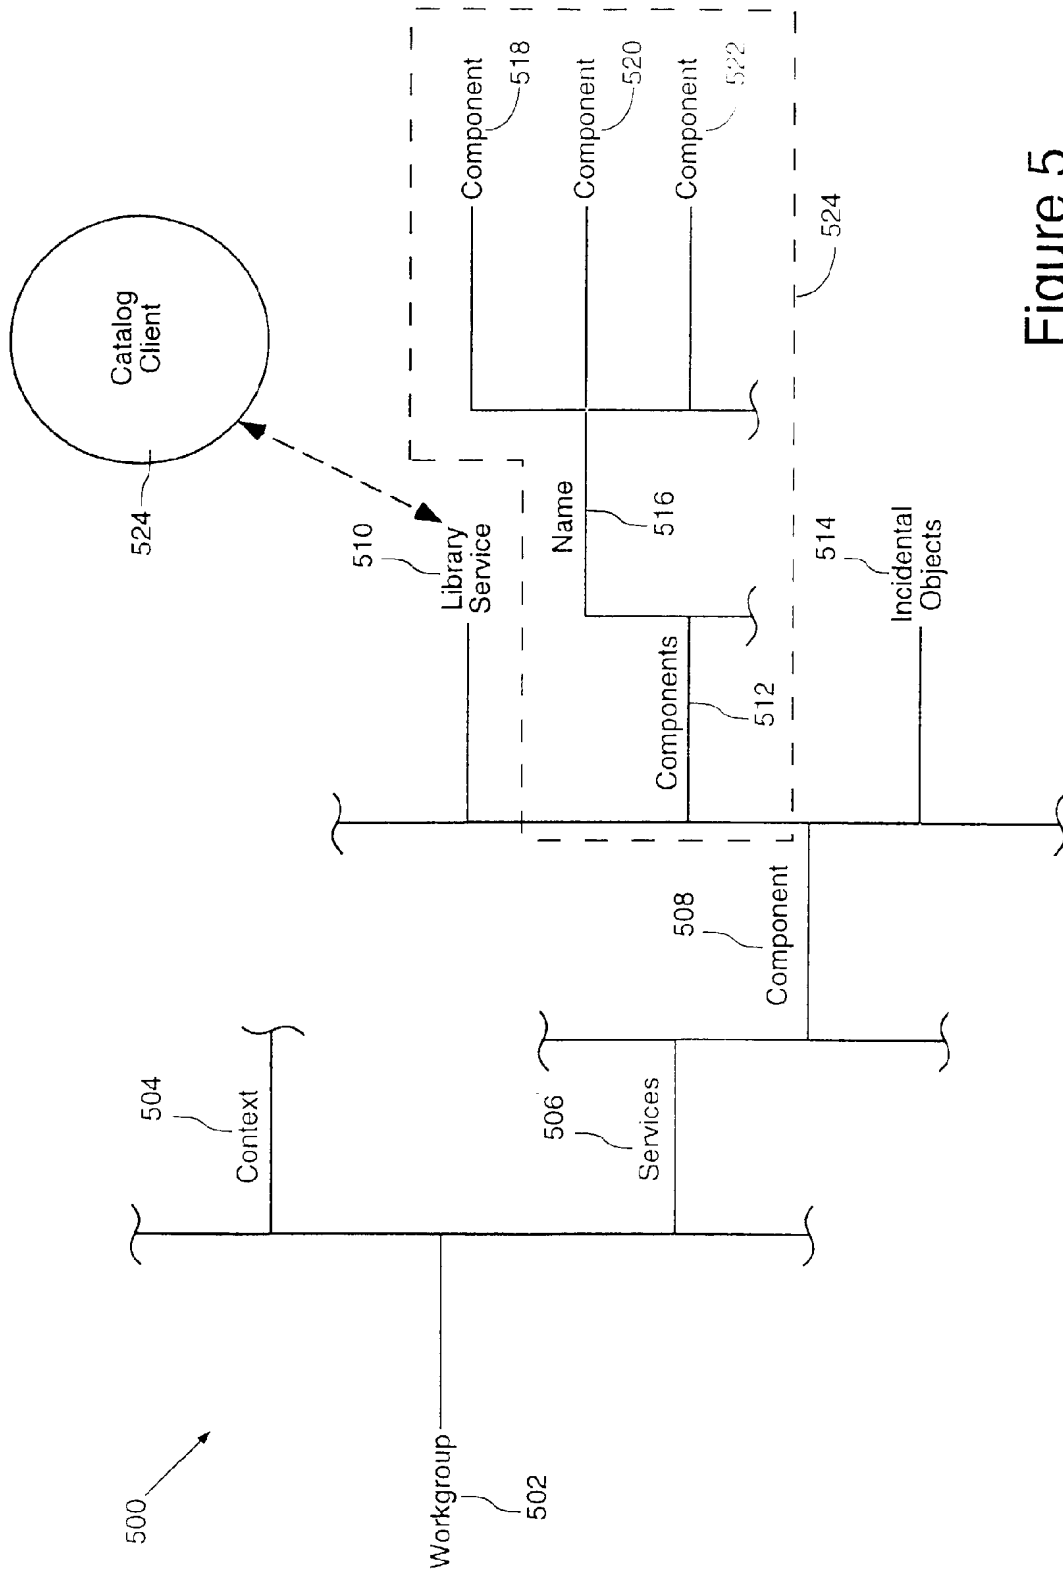 500
Workgroup
502
504
Context
506
Services
508
Component
510
Library
Service
524
Catalog
Client
Components
512
Name
516
514
Incidental
Objects
Component
518
Component
520
Component
522
524
Figure 5